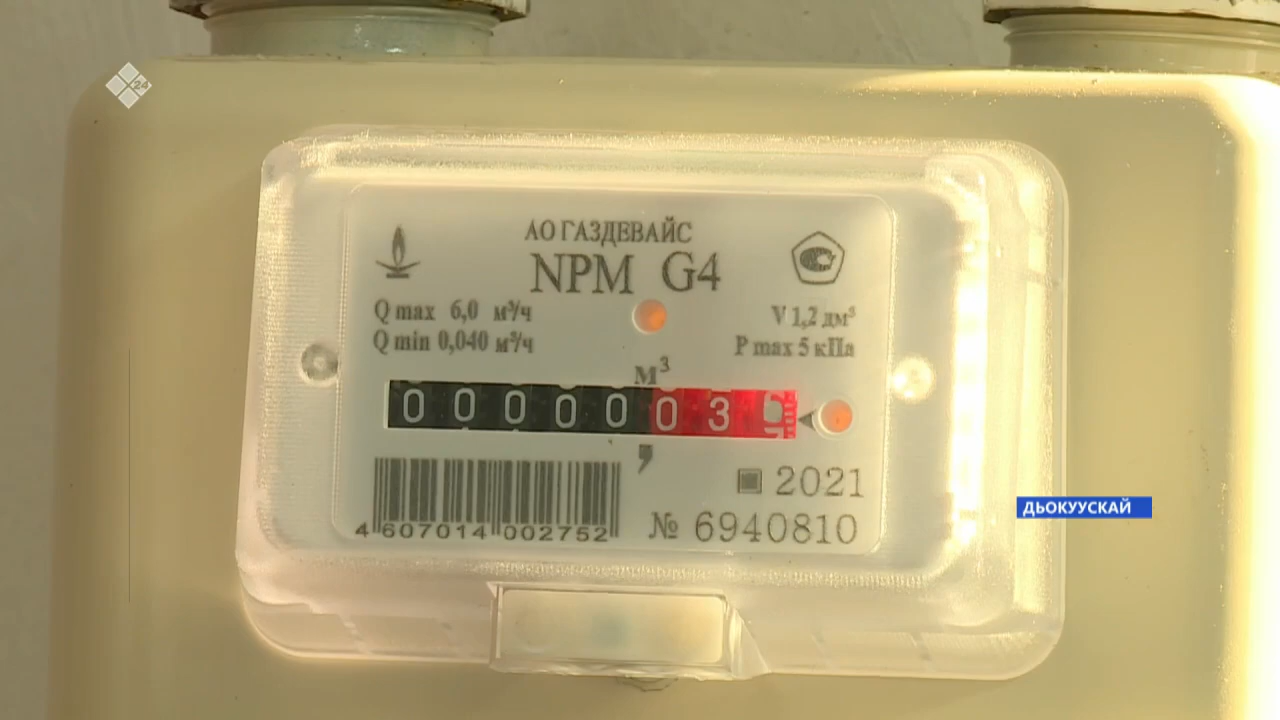 24
АО ГАЗДЕВАЙС
NPM G4
Q max 6,0 м³/ч
Q min 0,040 м³/ч
V 1,2 дм³
P max 5 кПа
м³
0 0 0 0 0 0 3
,
2021
4 607014 002752
№ 6940810
ДЬОКУУСКАЙ